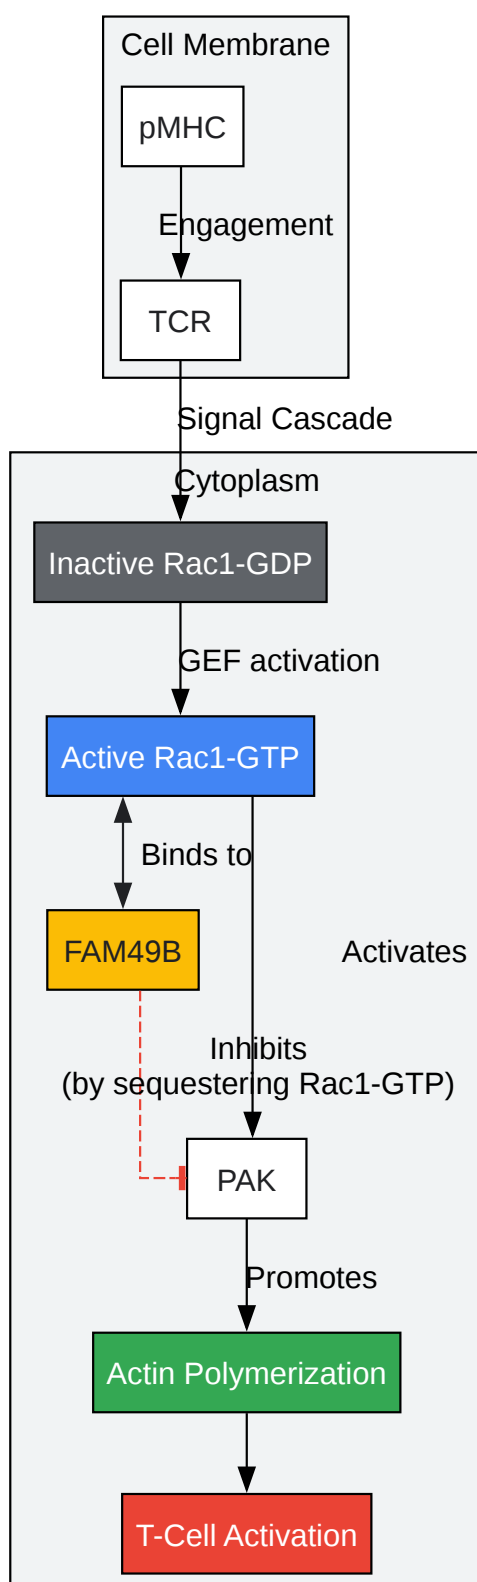 Cell Membrane
pMHC
Engagement
TCR
Signal Cascade
Cytoplasm
Inactive Rac1-GDP
GEF activation
Active Rac1-GTP
Binds to
FAM49B
Activates
Inhibits
(by sequestering Rac1-GTP)
PAK
Promotes
Actin Polymerization
T-Cell Activation